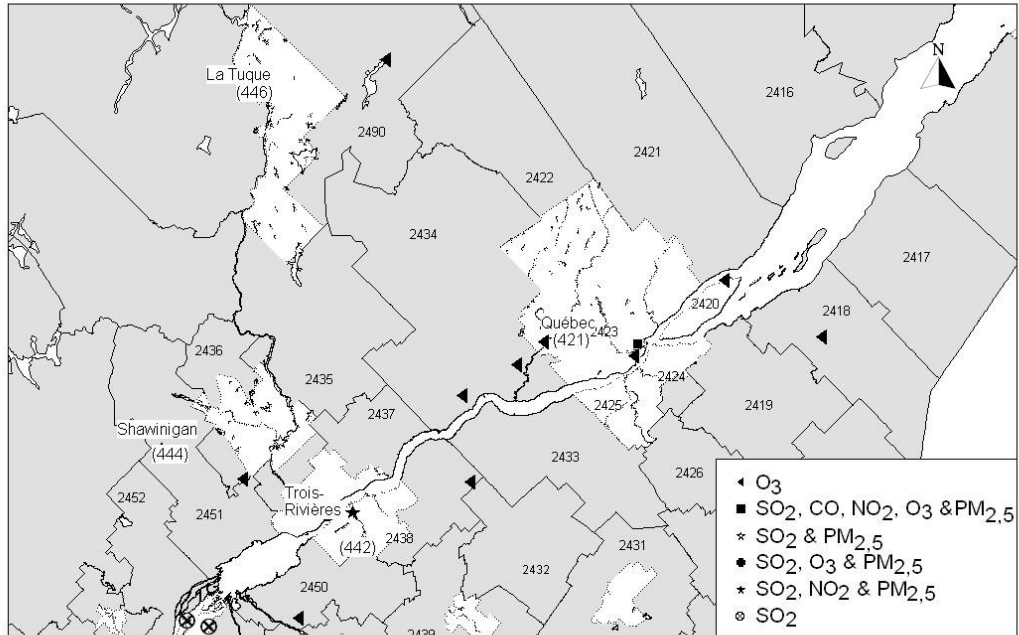 N
2416
La Tuque
(446)
2490
2421
2422
2434
2417
2420
2418
Québec
2423
(421)
2436
2435
2424
2425
2437
2419
Shawinigan
(444)
2433
2426
2452
2451
Trois-
Rivières
(442)
2438
2431
2432
2450
2439
O3
SO2, CO, NO2, O3 &PM2,5
SO2 & PM2,5
SO2, O3 & PM2,5
SO2, NO2 & PM2,5
SO2